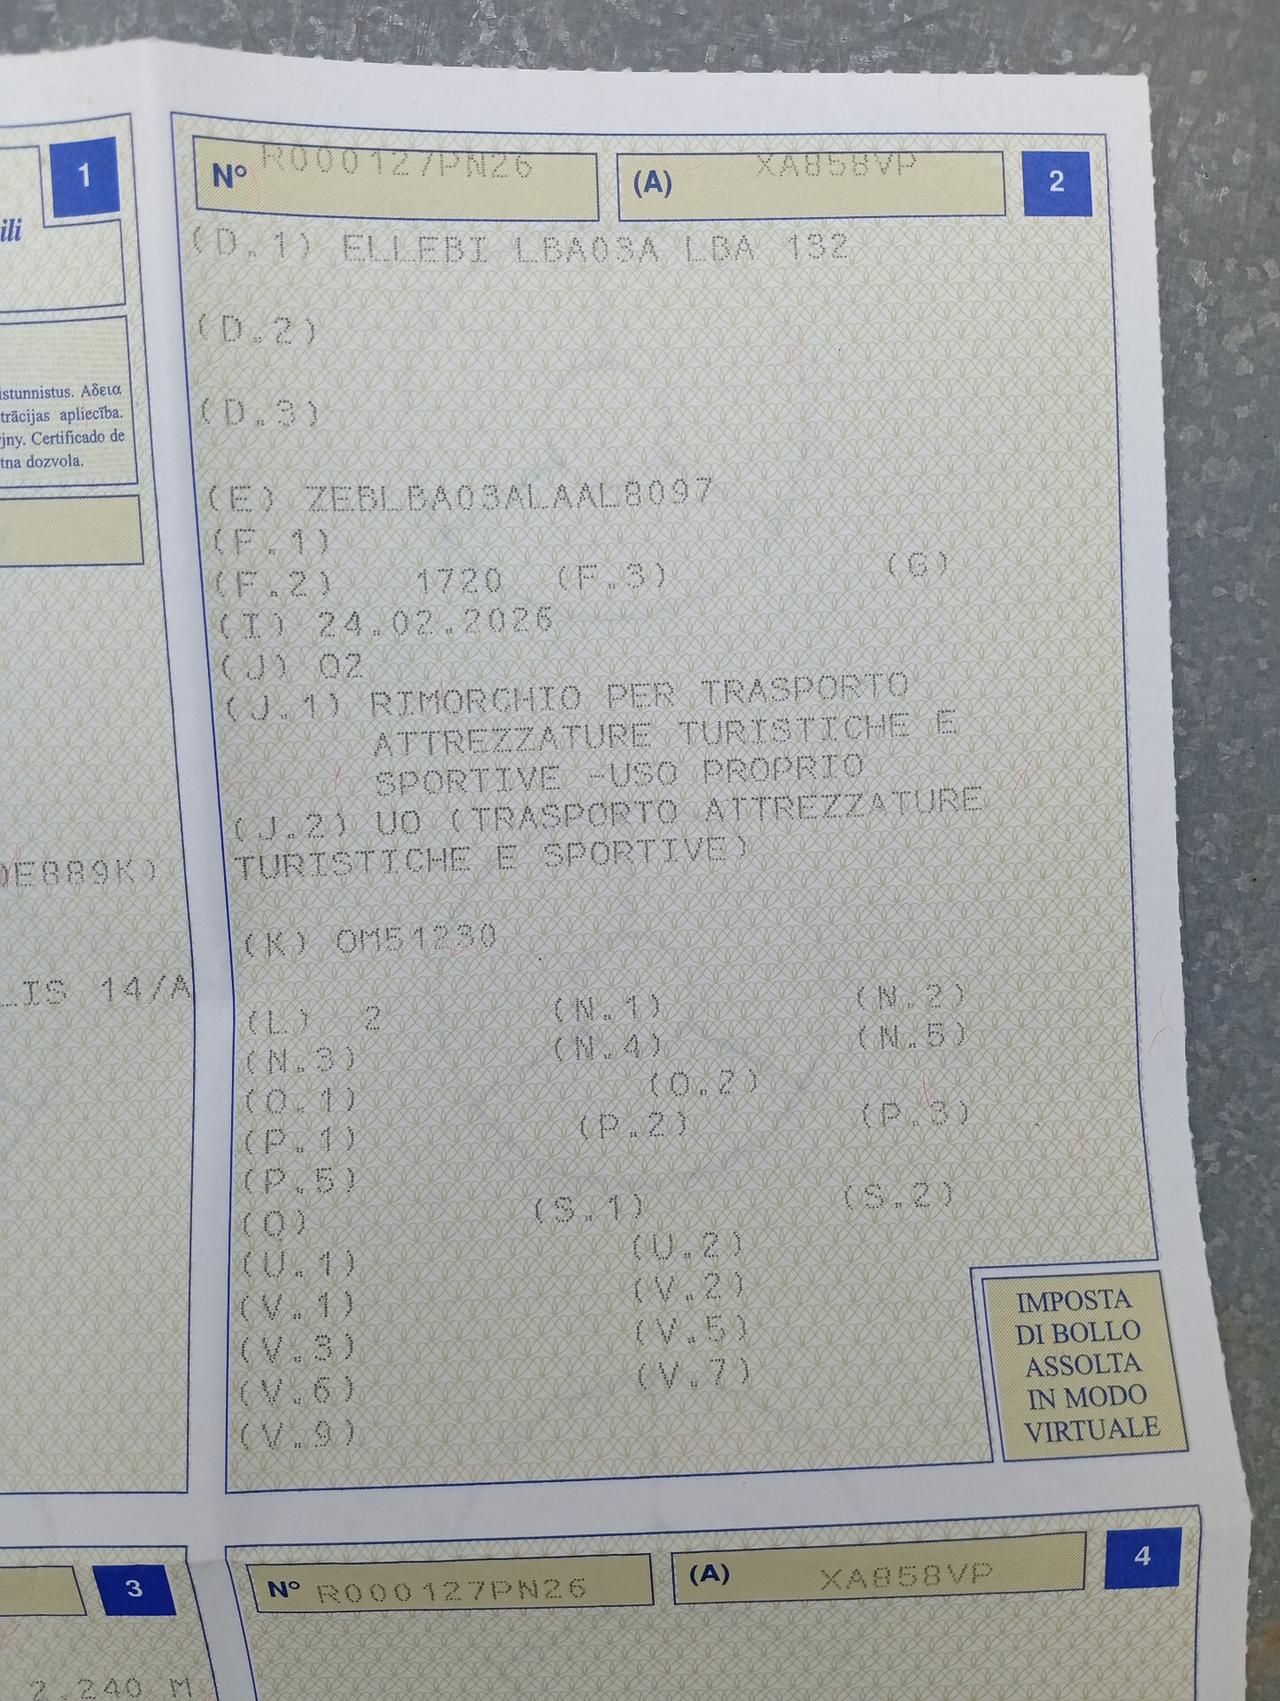 1
ili
istunnistus. Αδεια
trācijas apliecība.
jny. Certificado de
tna dozvola.
DE889K)
LIS 14/A
N° R000127PN26 (A) XA858VP 2
(D.1) ELLEBI LBA03A LBA 132
(D.2)
(D.3)
(E) ZEBLBA03ALAAL8097
(F.1)
(F.2) 1720 (F.3) (G)
(I) 24.02.2026
(J) O2
(J.1) RIMORCHIO PER TRASPORTO
ATTREZZATURE TURISTICHE E
SPORTIVE -USO PROPRIO
(J.2) U0 (TRASPORTO ATTREZZATURE
TURISTICHE E SPORTIVE)
(K) OM51230
(L) 2 (N.1) (N.2)
(N.3) (N.4) (N.5)
(O.1) (O.2)
(P.1) (P.2) (P.3)
(P.5)
(Q) (S.1) (S.2)
(U.1) (U.2)
(V.1) (V.2)
(V.3) (V.5)
(V.6) (V.7)
(V.9)
IMPOSTA
DI BOLLO
ASSOLTA
IN MODO
VIRTUALE
3
2.240 M
N° R000127PN26 (A) XA858VP 4